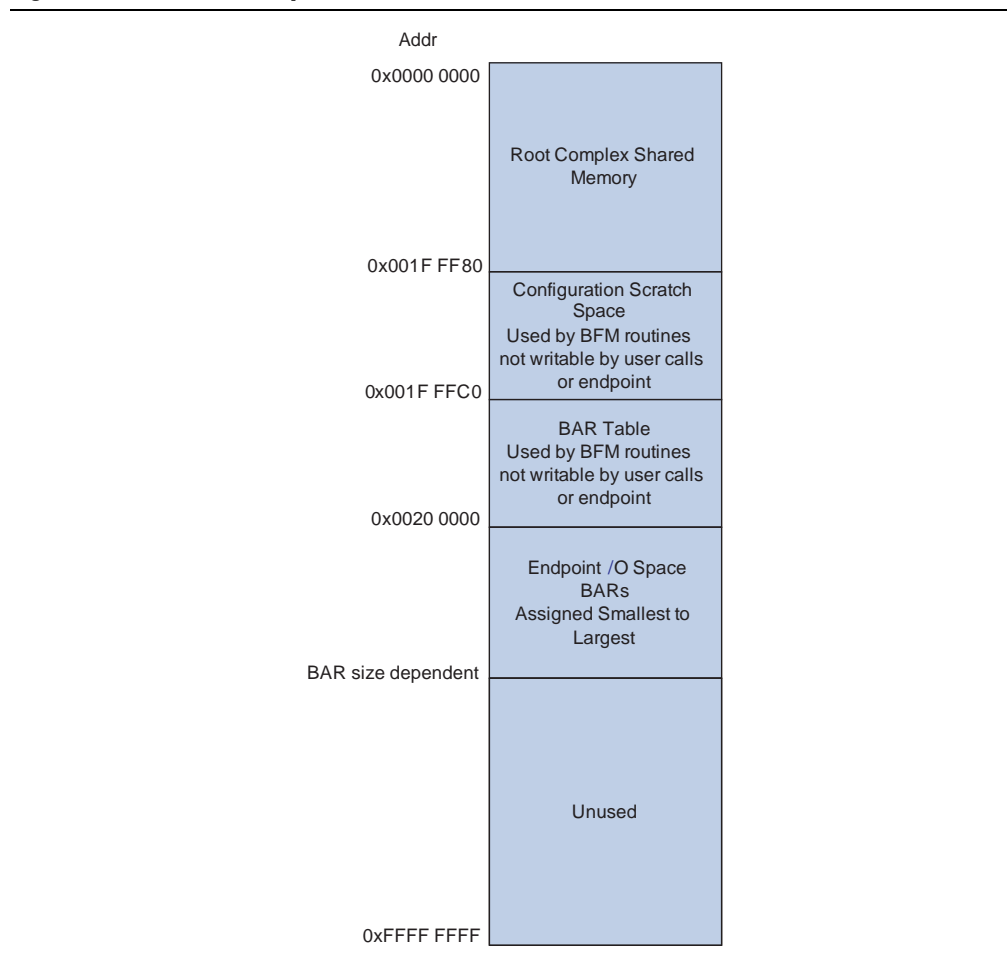 Addr
0x0000 0000
Root Complex Shared
Memory
0x001F FF80
Configuration Scratch
Space
Used by BFM routines
not writable by user calls
or endpoint
0x001F FFC0
BAR Table
Used by BFM routines
not writable by user calls
or endpoint
0x0020 0000
Endpoint /O Space
BARs
Assigned Smallest to
Largest
BAR size dependent
Unused
0xFFFF FFFF